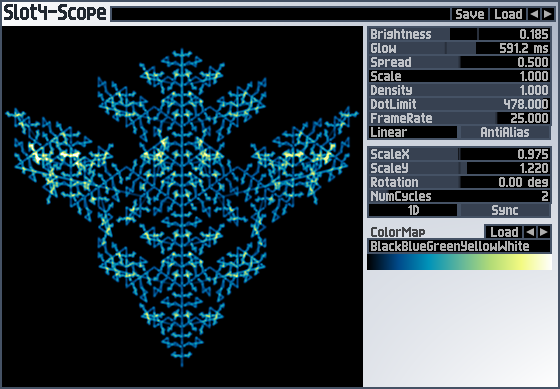 Slot4-Scope Save Load
Brightness 0.185
Glow 591.2 ms
Spread 0.500
Scale 1.000
Density 1.000
DotLimit 478.000
FrameRate 25.000
Linear AntiAlias
ScaleX 0.975
ScaleY 1.220
Rotation 0.00 deg
NumCycles 2
1D Sync
ColorMap Load
BlackBlueGreenYellowWhite